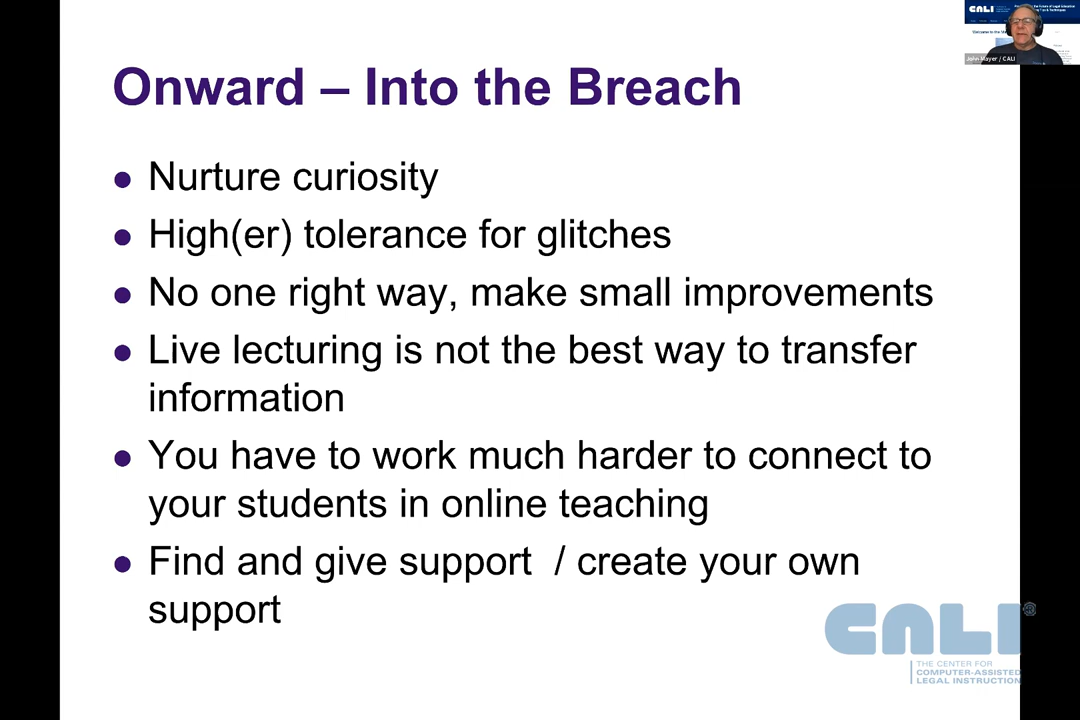 Onward – Into the Breach
Nurture curiosity
High(er) tolerance for glitches
No one right way, make small improvements
Live lecturing is not the best way to transfer
information
You have to work much harder to connect to
your students in online teaching
Find and give support / create your own
support
CALI
THE CENTER FOR
COMPUTER-ASSISTED
LEGAL INSTRUCTION
CALI
John Mayer / CALI